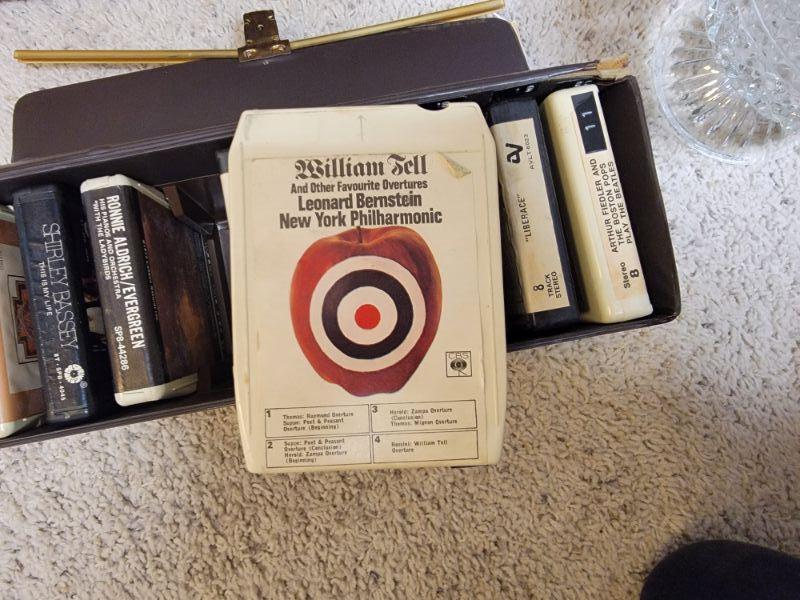 William Tell
And Other Favourite Overtures
Leonard Bernstein
New York Philharmonic
CBS
1
Thomas: Raymond Overture
Suppe: Poet & Peasant
Overture (Beginning)
2
Suppe: Poet & Peasant
Overture (Conclusion)
Herold: Zampa Overture
(Beginning)
3
Herold: Zampa Overture
(Conclusion)
Thomas: Mignon Overture
4
Rossini: William Tell
Overture
SHIRLEY BASSEY
THIS IS MY LIFE
RONNIE ALDRICH/EVERGREEN
HIS PIANOS AND ORCHESTRA
"WITH THE LADYBIRDS"
SP8-44286
AVLT-6023
"LIBERACE"
8
TRACK
STEREO
11
ARTHUR FIEDLER AND
THE BOSTON POPS
PLAY THE BEATLES
Stereo
8